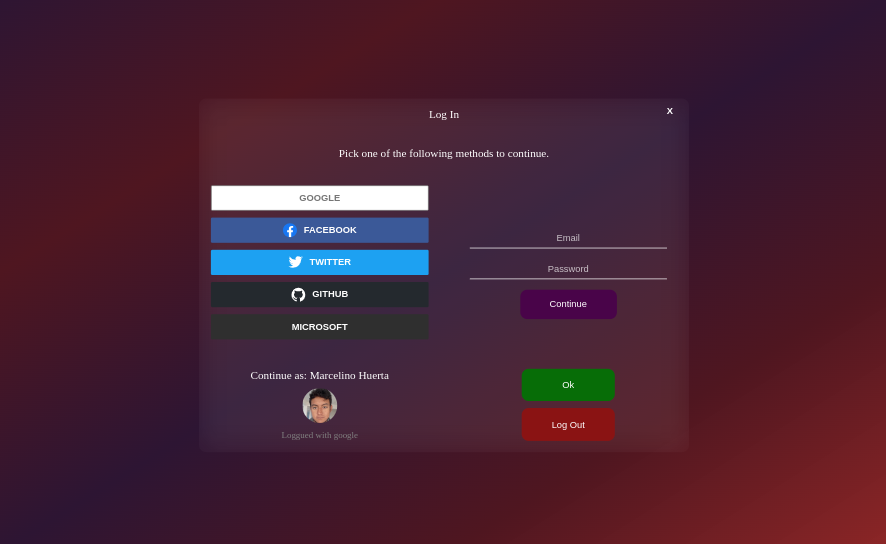 Log In
X
Pick one of the following methods to continue.
GOOGLE
FACEBOOK
TWITTER
GITHUB
MICROSOFT
Email
Password
Continue
Continue as: Marcelino Huerta
Loggued with google
Ok
Log Out